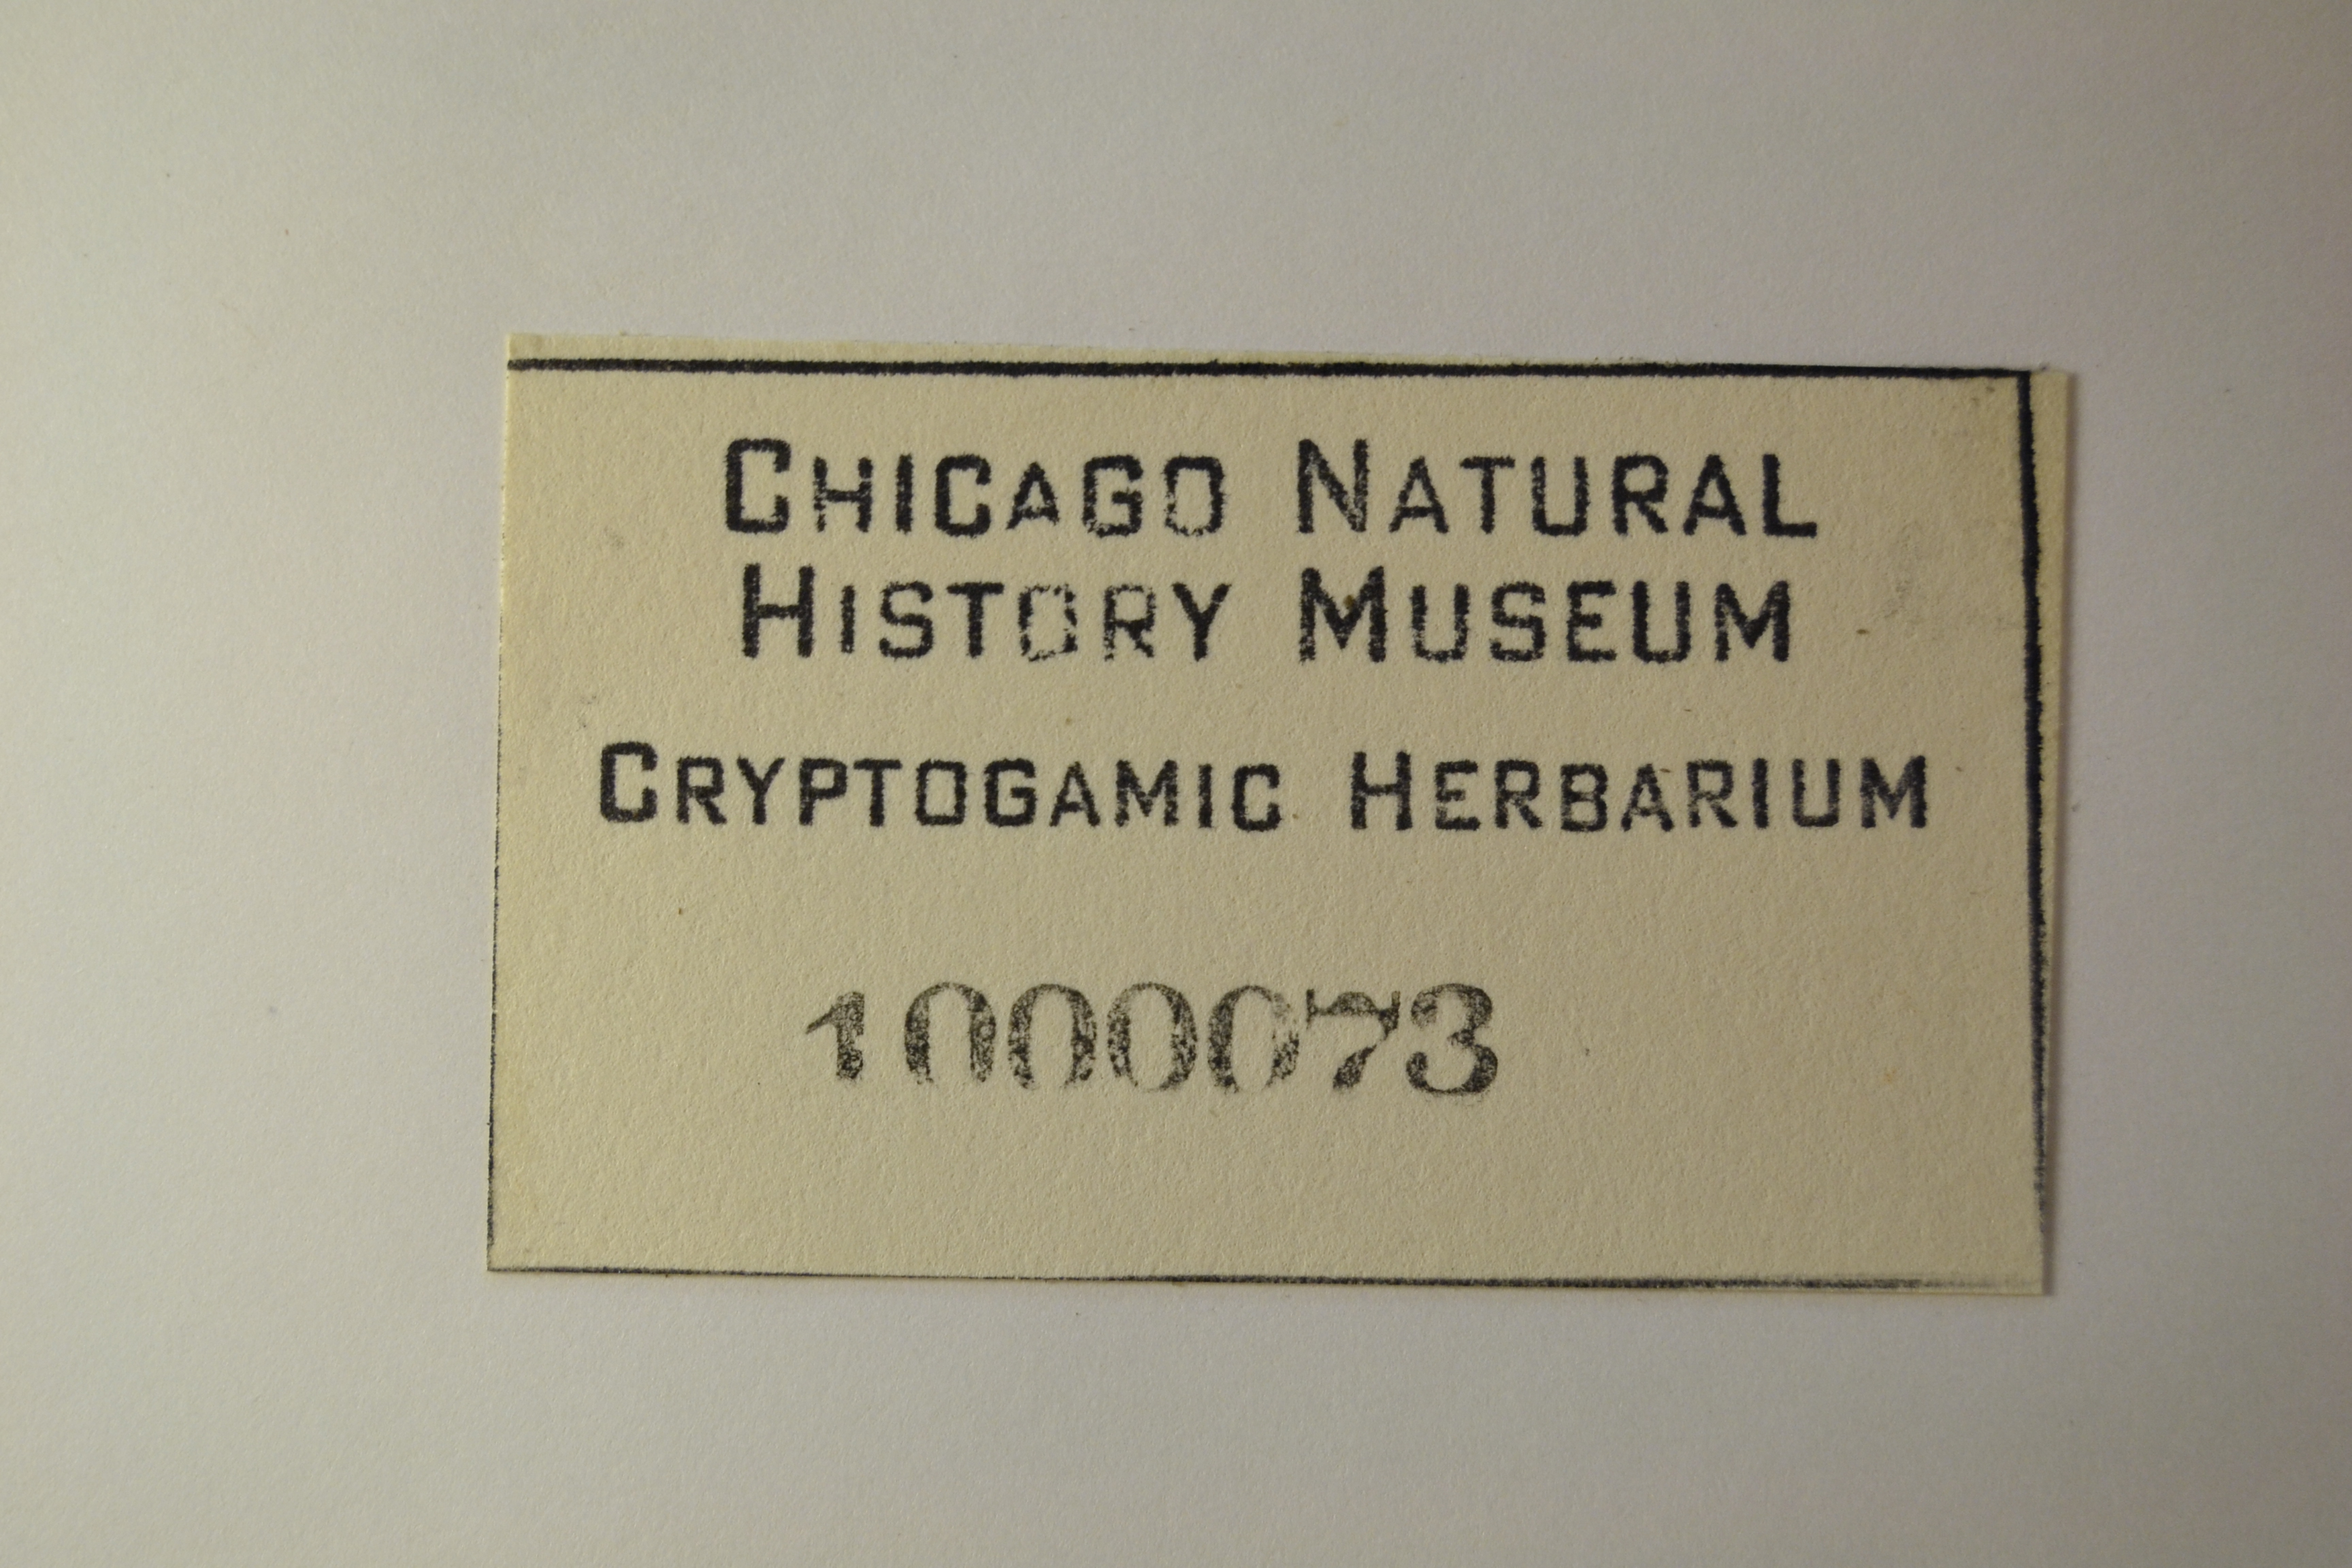 Chicago Natural
History Museum
Cryptogamic Herbarium
1000073